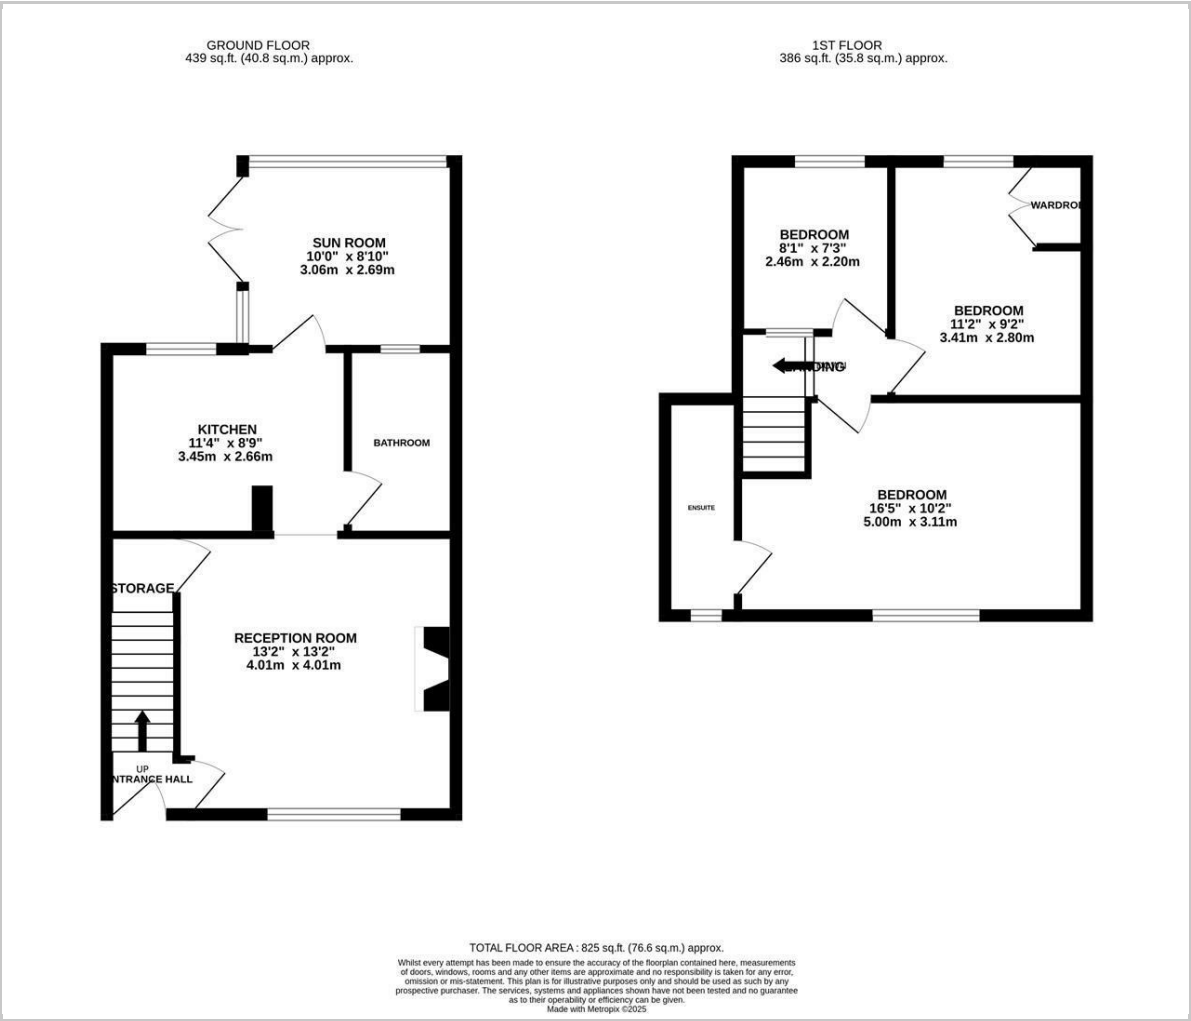 GROUND FLOOR
439 sq.ft. (40.8 sq.m.) approx.
1ST FLOOR
386 sq.ft. (35.8 sq.m.) approx.
SUN ROOM
10'0" x 8'10"
3.06m x 2.69m
KITCHEN
11'4" x 8'9"
3.45m x 2.66m
BATHROOM
STORAGE
RECEPTION ROOM
13'2" x 13'2"
4.01m x 4.01m
UP
NTRANCE HALL
BEDROOM
8'1" x 7'3"
2.46m x 2.20m
WARDROB
BEDROOM
11'2" x 9'2"
3.41m x 2.80m
LANDING
ENSUITE
BEDROOM
16'5" x 10'2"
5.00m x 3.11m
TOTAL FLOOR AREA : 825 sq.ft. (76.6 sq.m.) approx.
Whilst every attempt has been made to ensure the accuracy of the floorplan contained here, measurements
of doors, windows, rooms and any other items are approximate and no responsibility is taken for any error,
omission or mis-statement. This plan is for illustrative purposes only and should be used as such by any
prospective purchaser. The services, systems and appliances shown have not been tested and no guarantee
as to their operability or efficiency can be given.
Made with Metropix ©2025